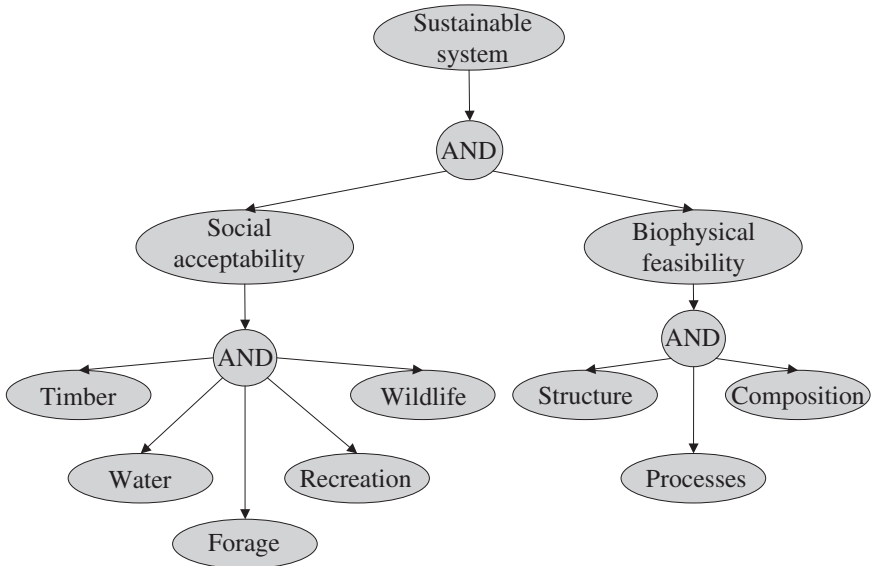 Sustainable
system
AND
Social
acceptability
Biophysical
feasibility
AND
AND
Timber
Wildlife
Structure
Composition
Water
Recreation
Processes
Forage